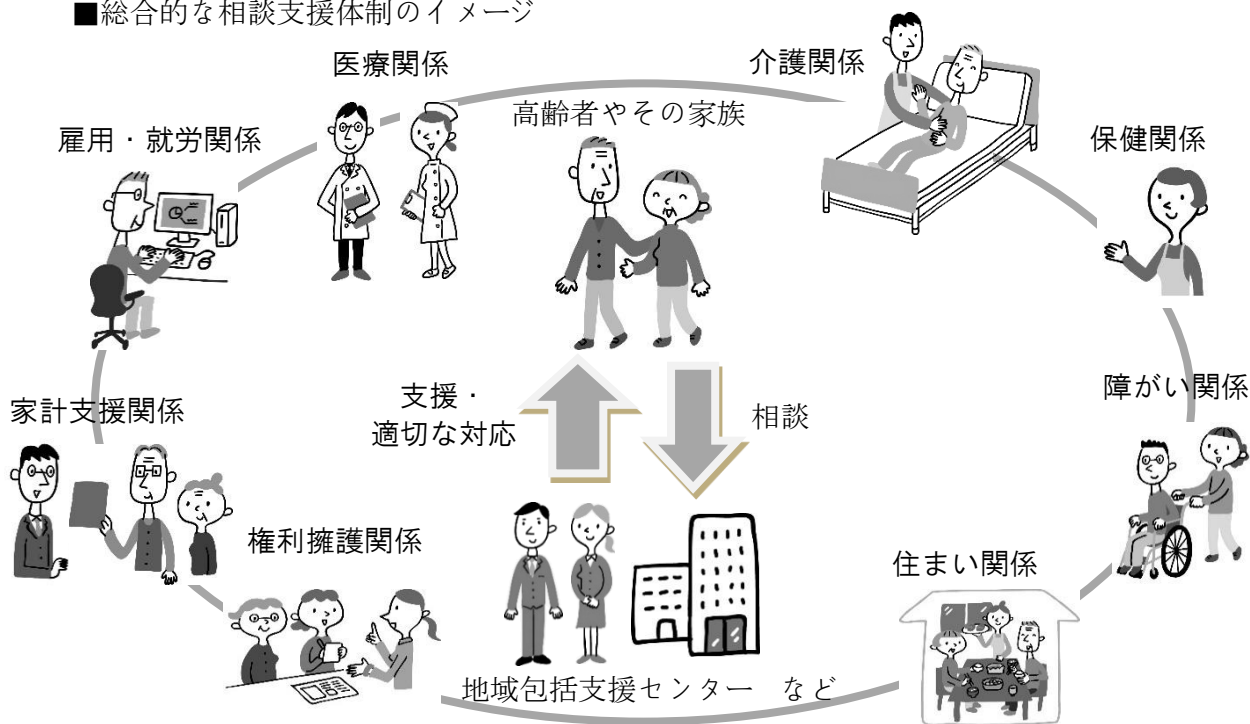 ■総合的な相談支援体制のイメージ
医療関係
介護関係
高齢者やその家族
雇用・就労関係
保健関係
障がい関係
家計支援関係
支援・
適切な対応
相談
権利擁護関係
住まい関係
地域包括支援センター　など